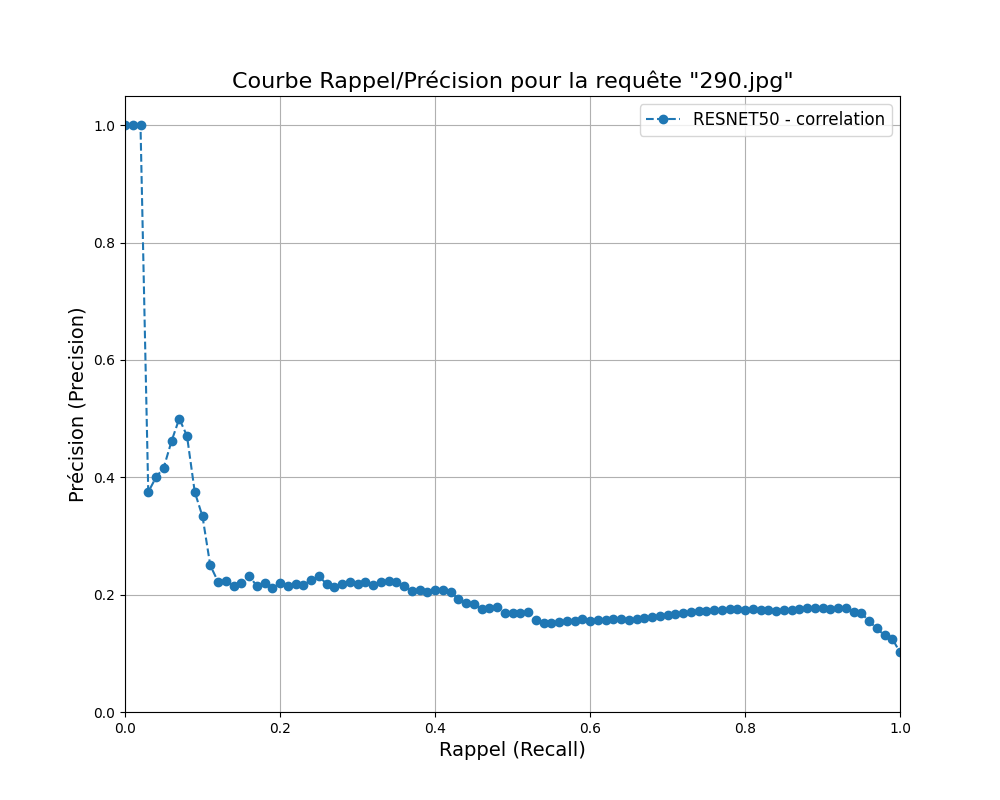 Courbe Rappel/Précision pour la requête "290.jpg"
RESNET50 - correlation
1.0
0.8
0.6
0.4
0.2
0.0
Précision (Precision)
0.0 0.2 0.4 0.6 0.8 1.0
Rappel (Recall)